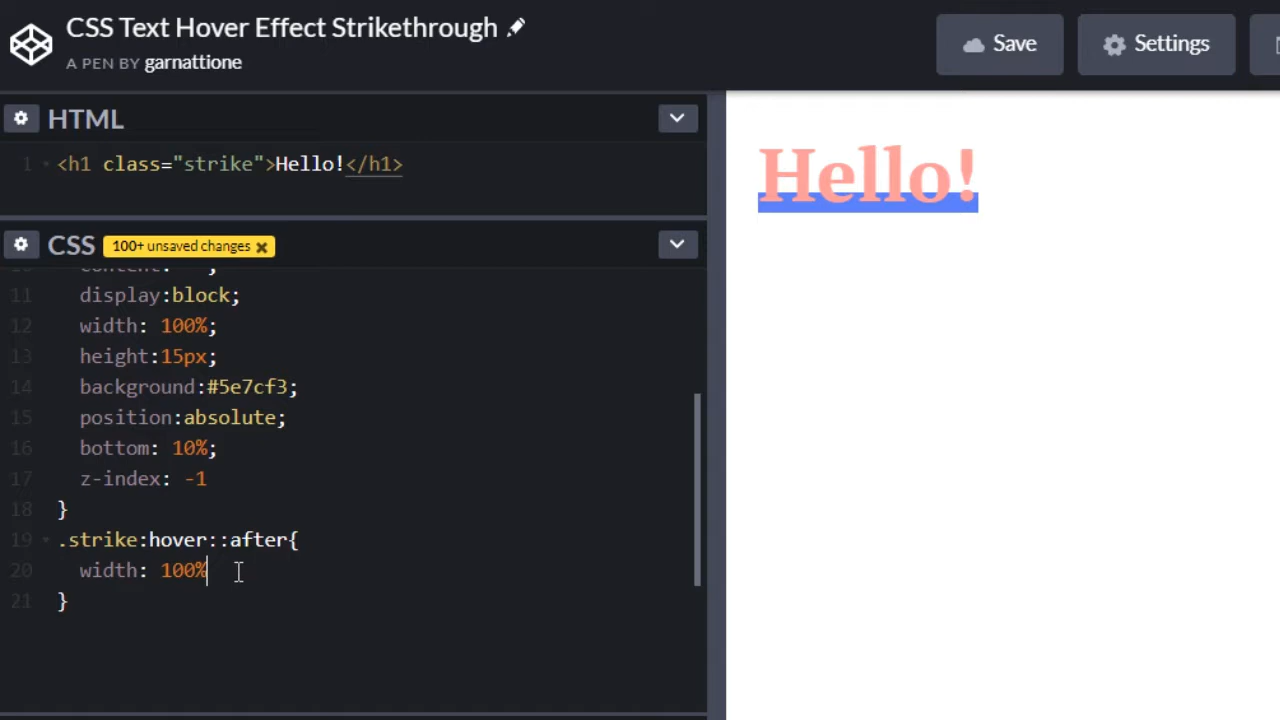 CSS Text Hover Effect Strikethrough
A PEN BY garnattione
Save
Settings
HTML
1 <h1 class="strike">Hello!</h1>
CSS 100+ unsaved changes x
11 display:block;
12 width: 100%;
13 height:15px;
14 background:#5e7cf3;
15 position:absolute;
16 bottom: 10%;
17 z-index: -1
18 }
19 .strike:hover::after{
20 width: 100%
21 }
Hello!